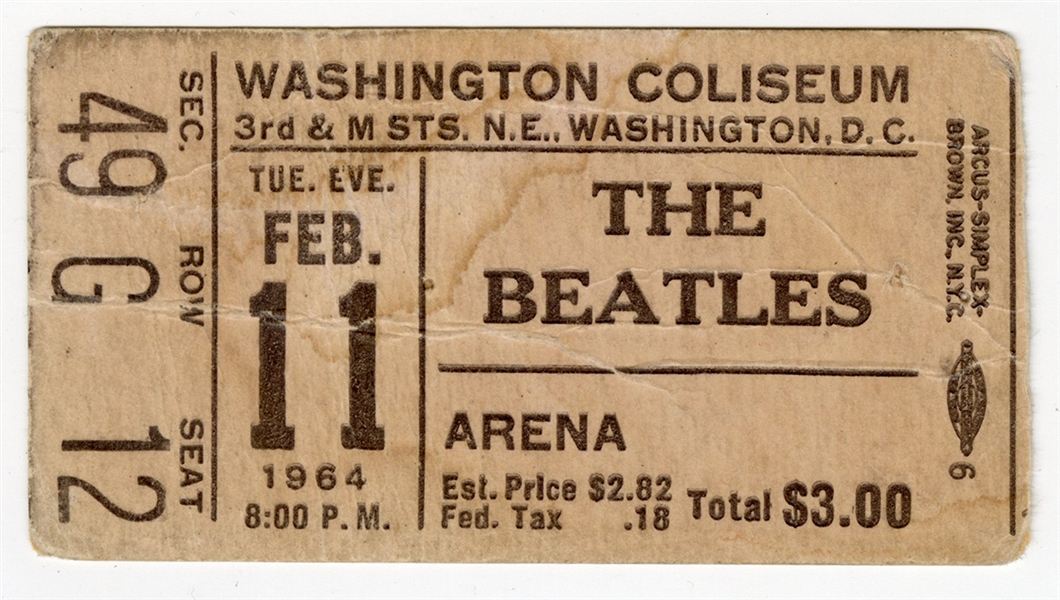 SEC. ROW SEAT
49 G 12
WASHINGTON COLISEUM
3rd & M STS. N.E., WASHINGTON, D. C.
TUE. EVE.
FEB.
11
1964
8:00 P. M.
THE
BEATLES
ARENA
Est. Price $2.82
Fed. Tax .18
Total $3.00
ARCUS-SIMPLEX-
BROWN, INC., N.Y.C.
6